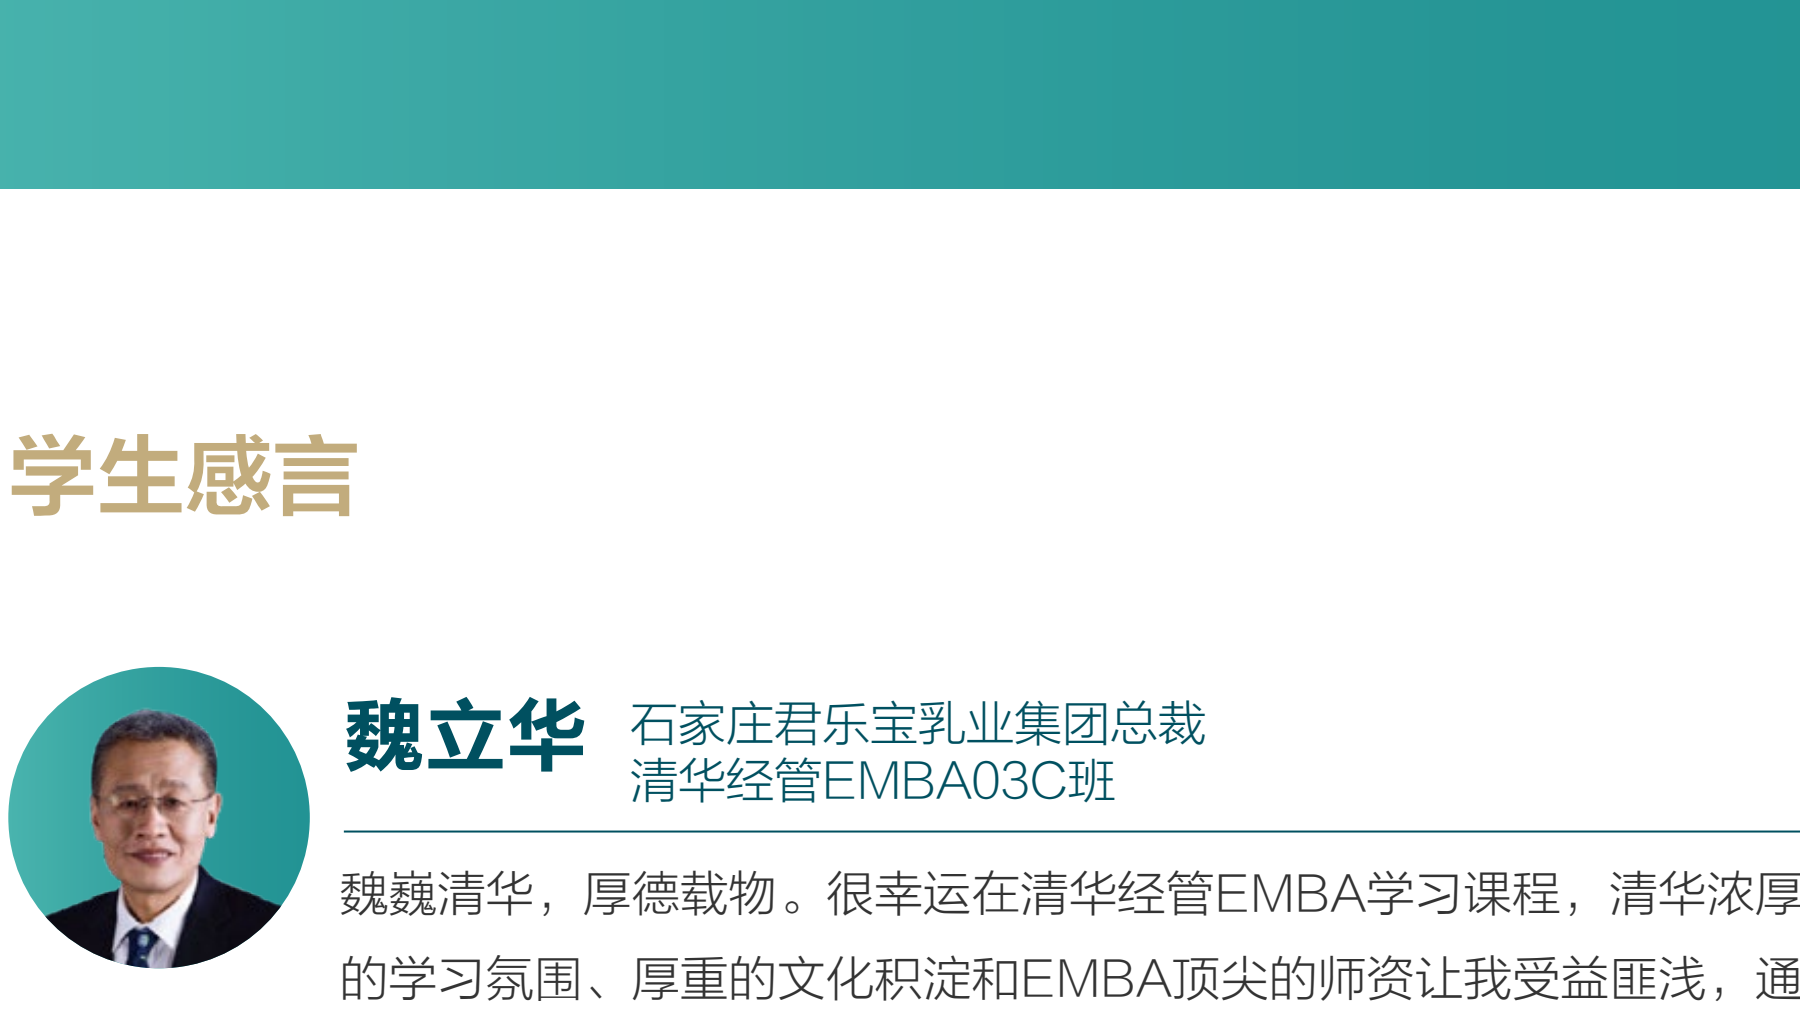 学生感言
魏立华
石家庄君乐宝乳业集团总裁
清华经管EMBA03C班
魏巍清华，厚德载物。很幸运在清华经管EMBA学习课程，清华浓厚
的学习氛围、厚重的文化积淀和EMBA顶尖的师资让我受益匪浅，通